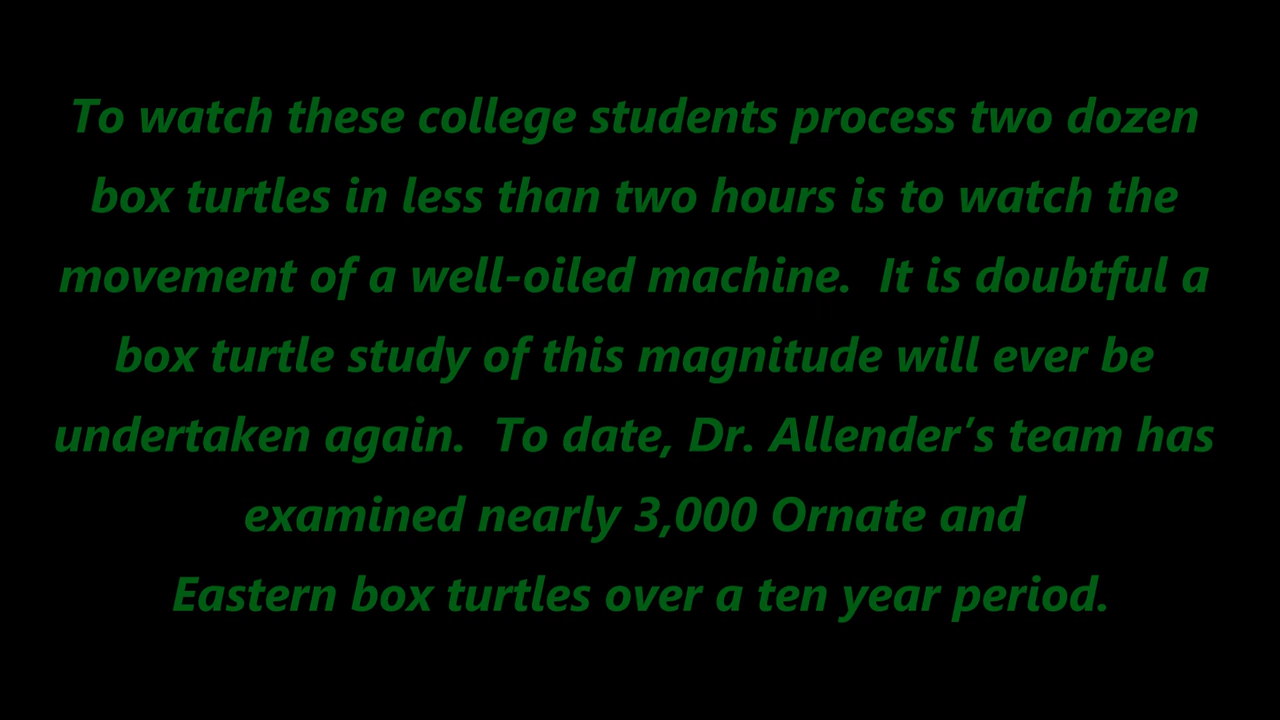 To watch these college students process two dozen
box turtles in less than two hours is to watch the
movement of a well-oiled machine.  It is doubtful a
box turtle study of this magnitude will ever be
undertaken again.  To date, Dr. Allender’s team has
examined nearly 3,000 Ornate and
Eastern box turtles over a ten year period.